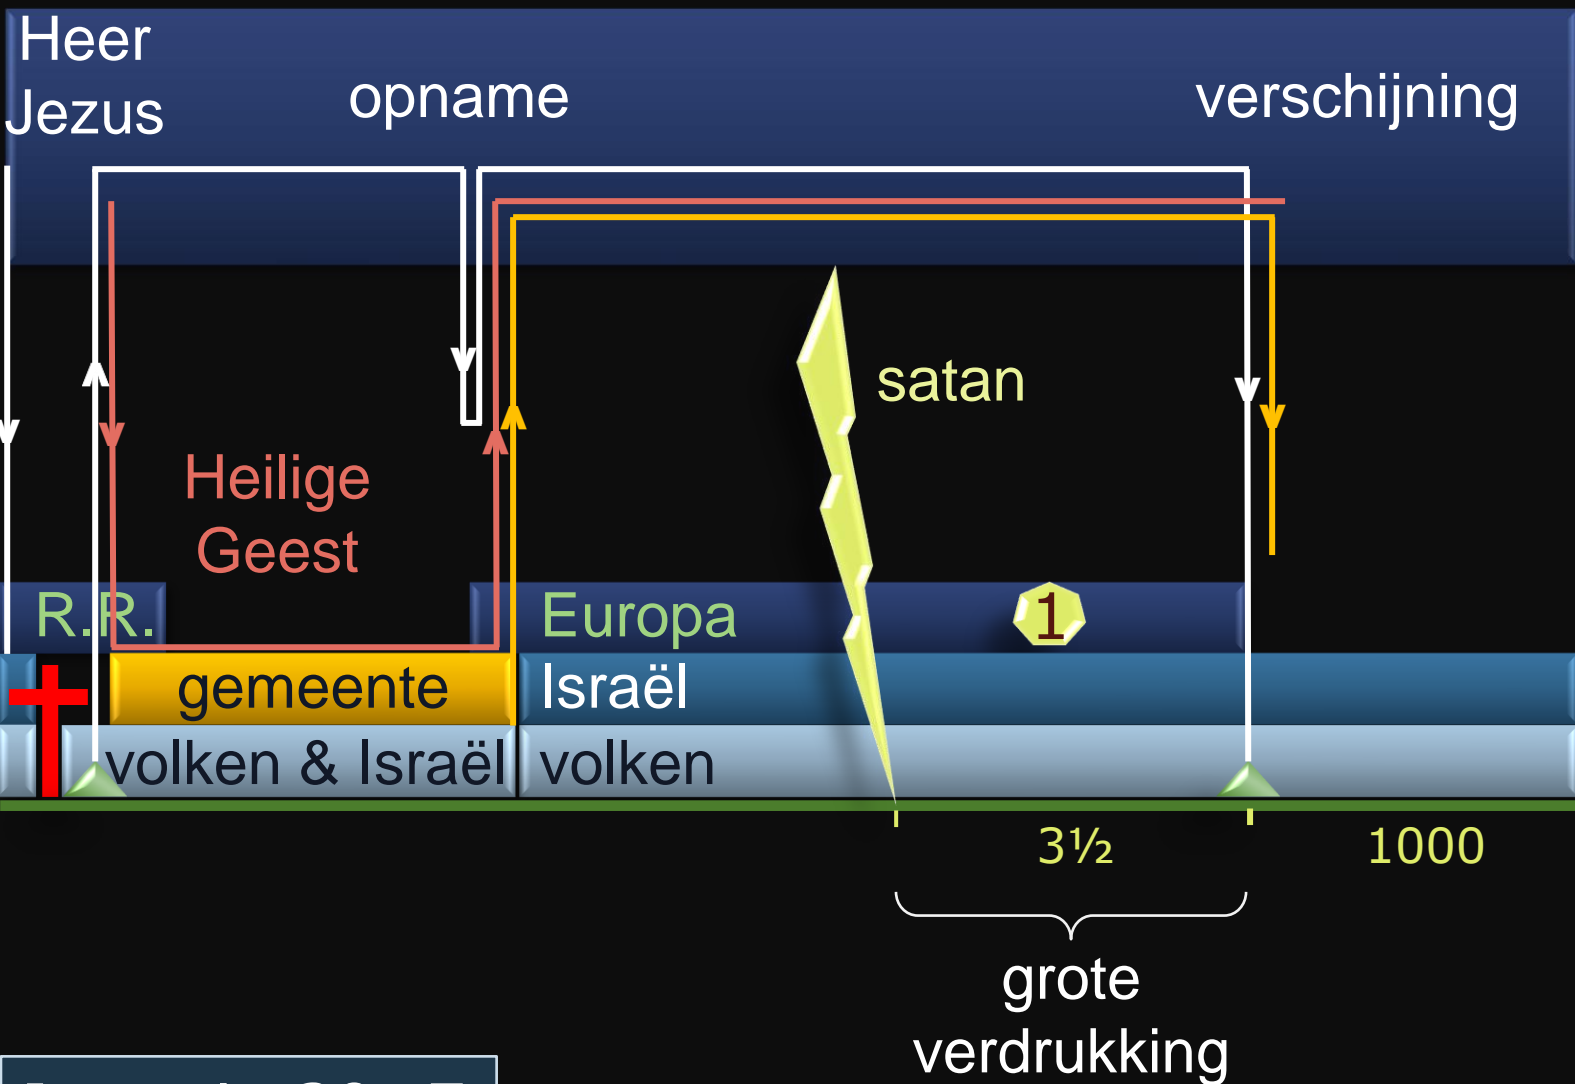 Heer
Jezus
opname
verschijning
satan
Heilige
Geest
R.R.
Europa
1
gemeente
Israël
volken & Israël
volken
3½
1000
grote
verdrukking